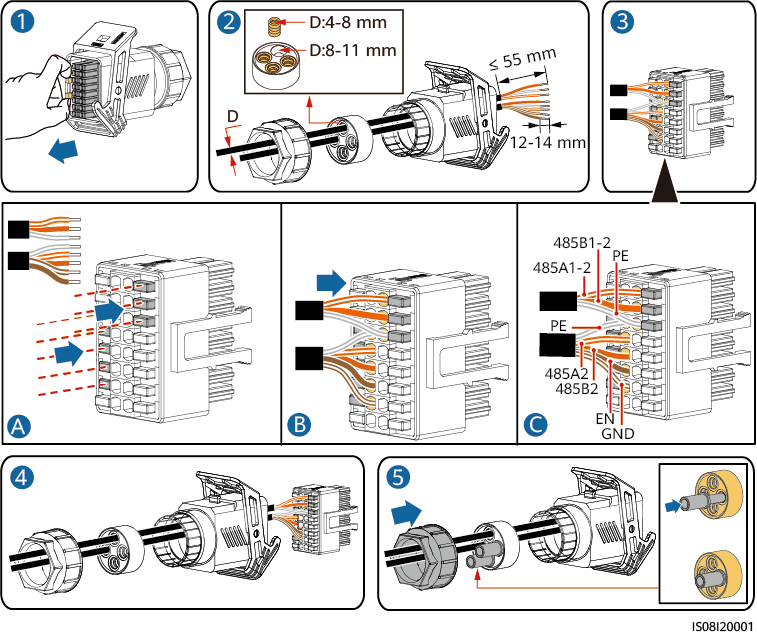 1
2
D:4-8 mm
D:8-11 mm
≤ 55 mm
D
12-14 mm
3
A
B
C
485B1-2
PE
485A1-2
PE
485A2
485B2
EN
GND
4
5
IS08I20001